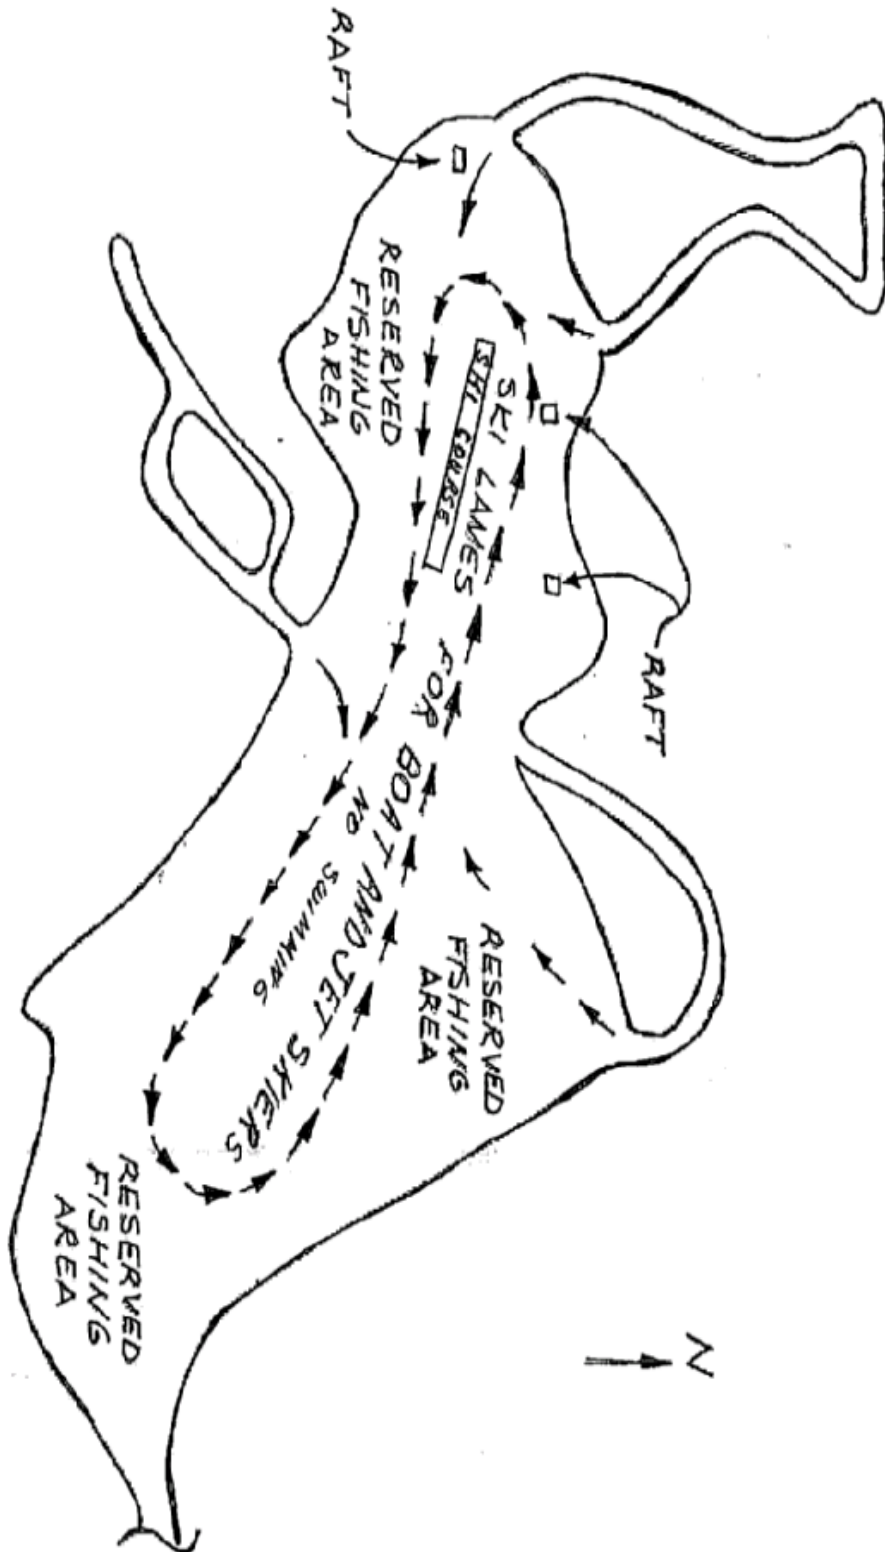 RAFT
RESERVED
FISHING
AREA
SKI COURSE
SKI LANES FOR BOAT AND JET SKIERS
NO SWIMMING
RAFT
RESERVED
FISHING
AREA
RESERVED
FISHING
AREA
N